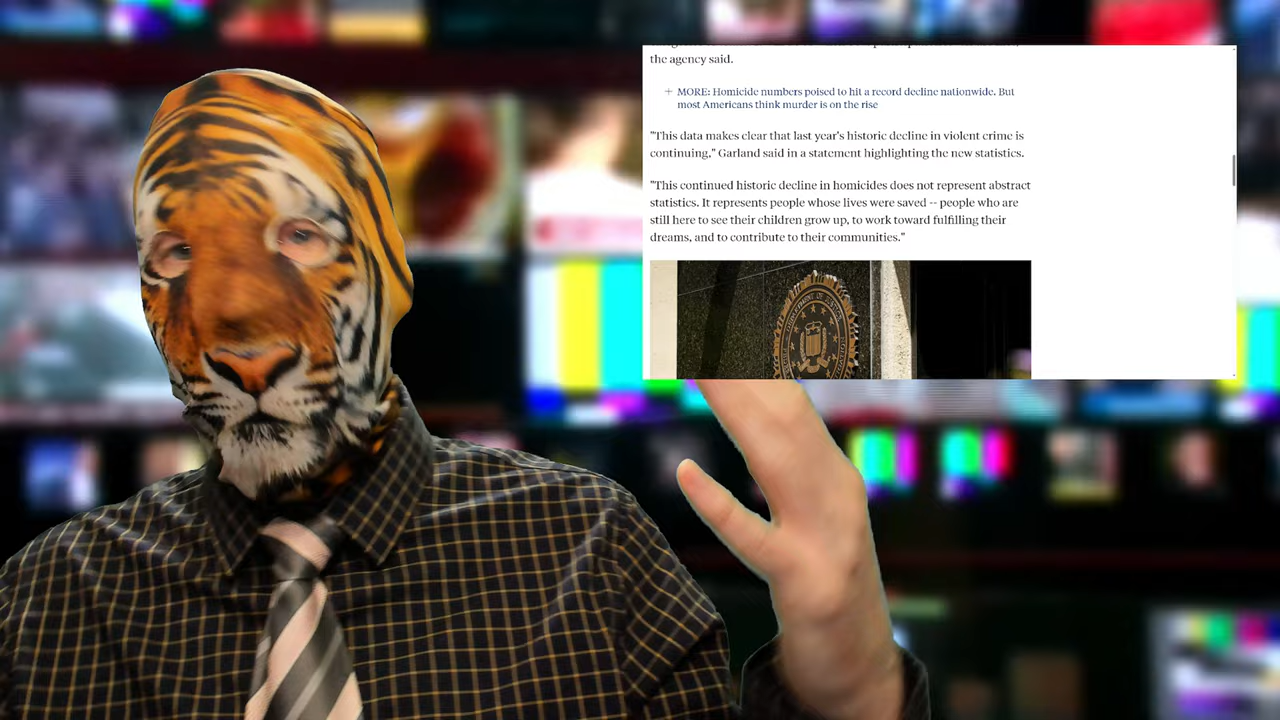 the agency said.
+ MORE: Homicide numbers poised to hit a record decline nationwide. But
most Americans think murder is on the rise
"This data makes clear that last year's historic decline in violent crime is
continuing," Garland said in a statement highlighting the new statistics.
"This continued historic decline in homicides does not represent abstract
statistics. It represents people whose lives were saved -- people who are
still here to see their children grow up, to work toward fulfilling their
dreams, and to contribute to their communities."